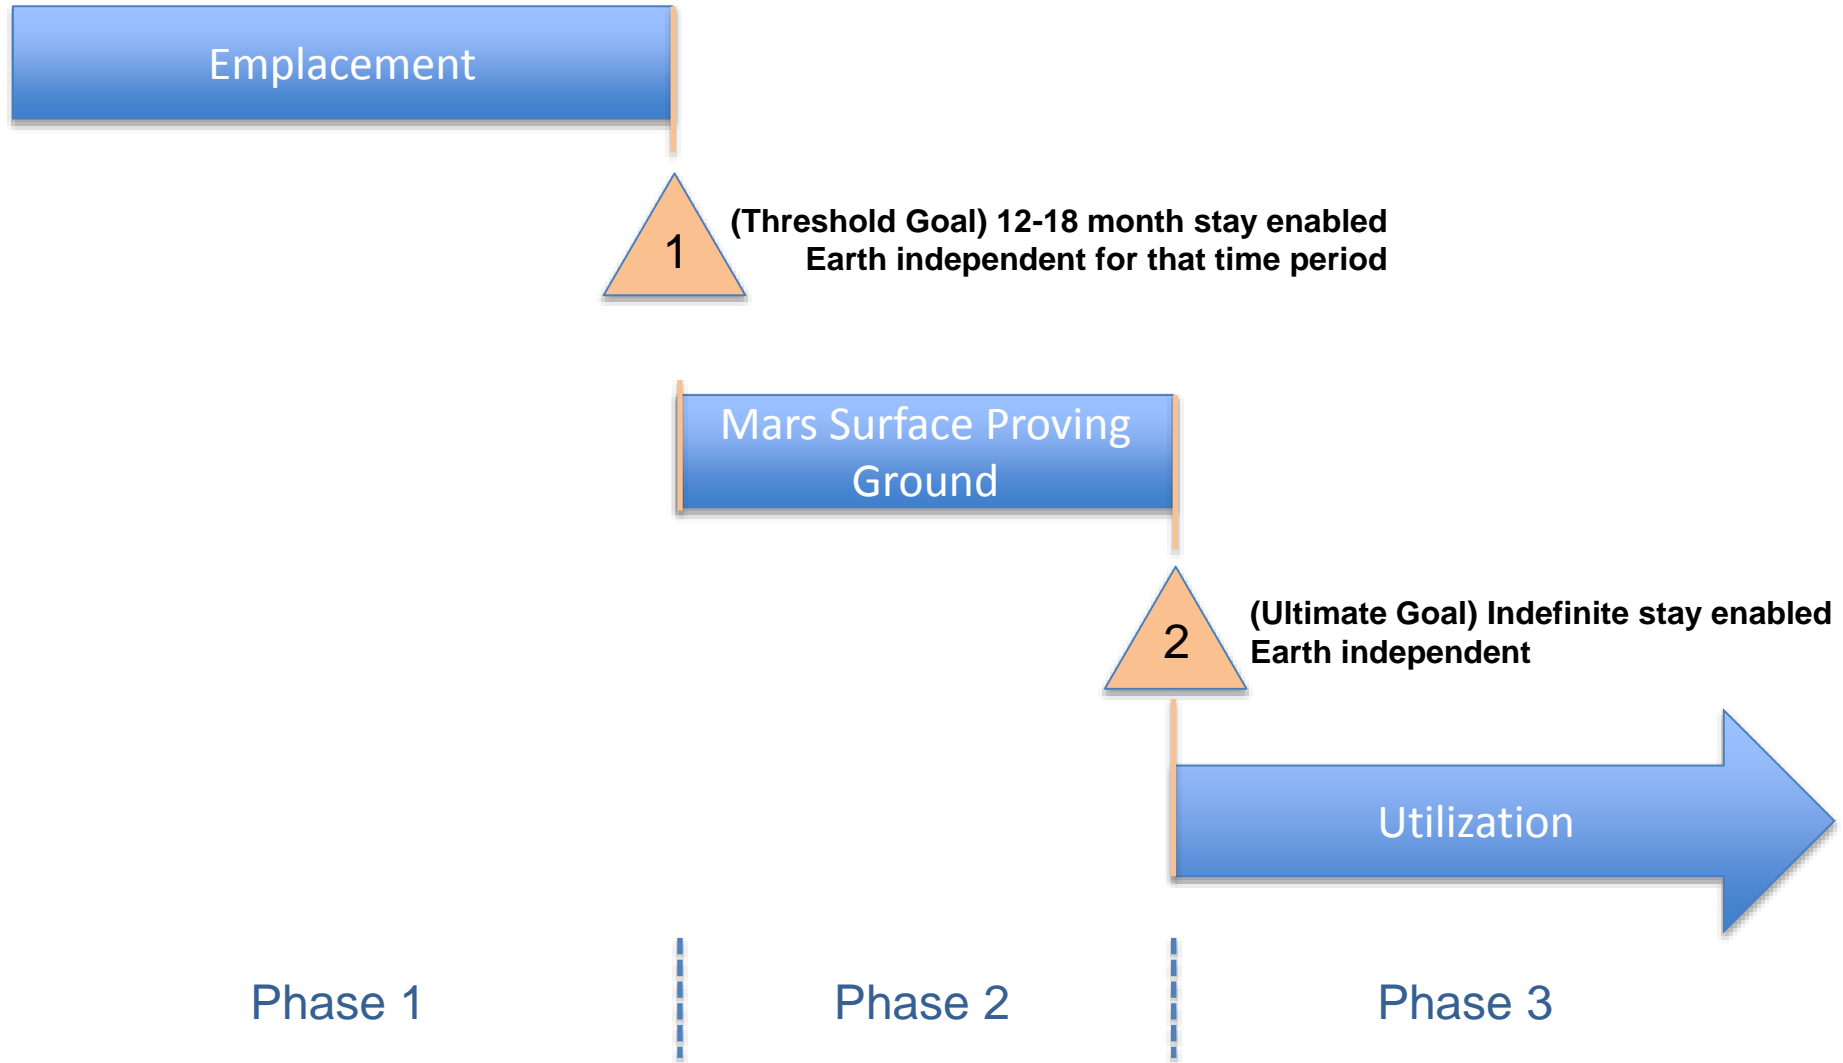 Emplacement
1
(Threshold Goal) 12-18 month stay enabled
Earth independent for that time period
Mars Surface Proving
Ground
2
(Ultimate Goal) Indefinite stay enabled
Earth independent
Utilization
Phase 1
Phase 2
Phase 3